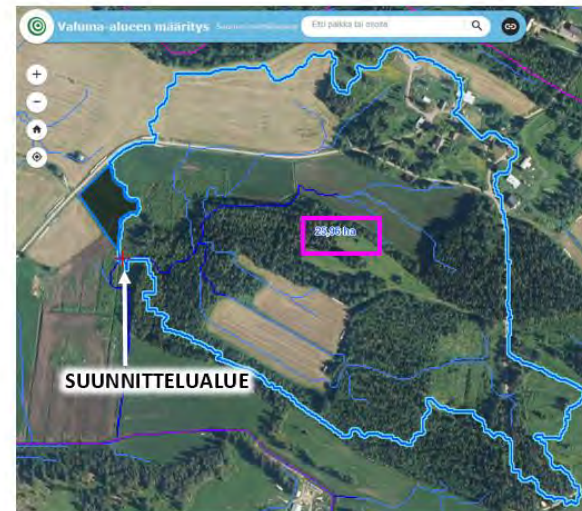 Valuma-alueen määritys
Etsi paikka tai osoite
25,06 ha
SUUNNITTELUALUE